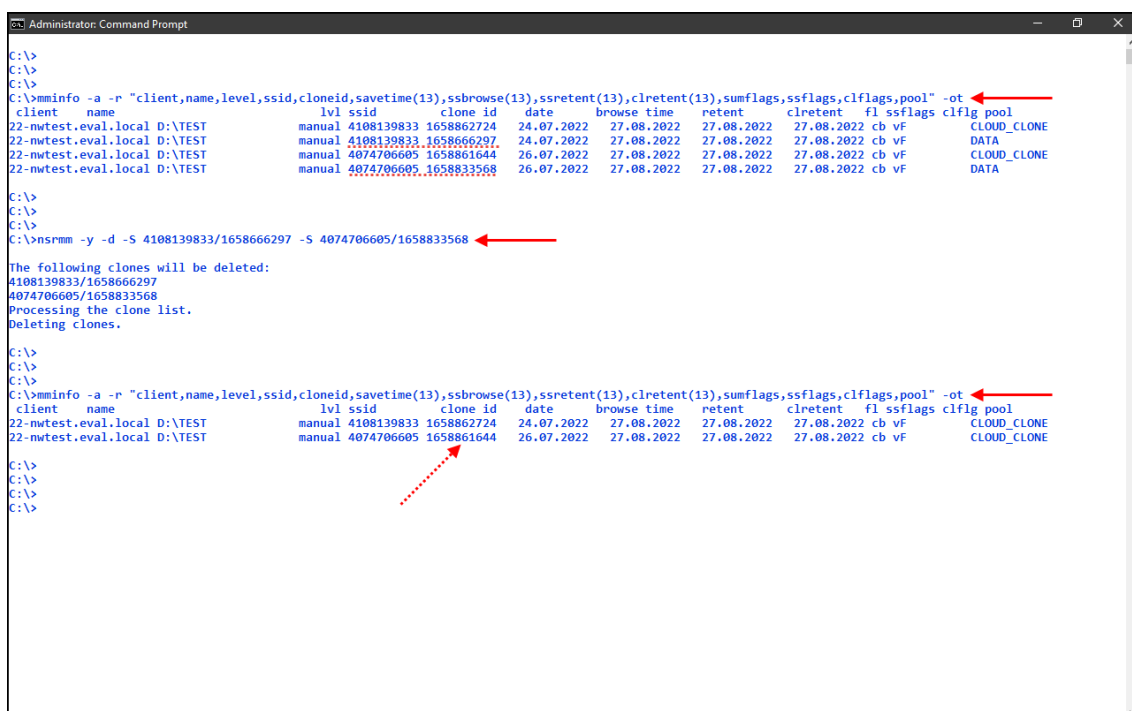 Administrator: Command Prompt
C:\>
C:\>
C:\>
C:\>mminfo -a -r "client,name,level,ssid,cloneid,savetime(13),ssbrowse(13),ssretent(13),clretent(13),sumflags,ssflags,clflags,pool" -ot
client name lvl ssid clone id date browse time retent clretent fl ssflags clflg pool
22-nwtest.eval.local D:\TEST manual 4108139833 1658862724 24.07.2022 27.08.2022 27.08.2022 27.08.2022 cb vF CLOUD_CLONE
22-nwtest.eval.local D:\TEST manual 4108139833 1658666297 24.07.2022 27.08.2022 27.08.2022 27.08.2022 cb vF DATA
22-nwtest.eval.local D:\TEST manual 4074706605 1658861644 26.07.2022 27.08.2022 27.08.2022 27.08.2022 cb vF CLOUD_CLONE
22-nwtest.eval.local D:\TEST manual 4074706605 1658833568 26.07.2022 27.08.2022 27.08.2022 27.08.2022 cb vF DATA
C:\>
C:\>
C:\>
C:\>nsrmm -y -d -S 4108139833/1658666297 -S 4074706605/1658833568
The following clones will be deleted:
4108139833/1658666297
4074706605/1658833568
Processing the clone list.
Deleting clones.
C:\>
C:\>
C:\>
C:\>mminfo -a -r "client,name,level,ssid,cloneid,savetime(13),ssbrowse(13),ssretent(13),clretent(13),sumflags,ssflags,clflags,pool" -ot
client name lvl ssid clone id date browse time retent clretent fl ssflags clflg pool
22-nwtest.eval.local D:\TEST manual 4108139833 1658862724 24.07.2022 27.08.2022 27.08.2022 27.08.2022 cb vF CLOUD_CLONE
22-nwtest.eval.local D:\TEST manual 4074706605 1658861644 26.07.2022 27.08.2022 27.08.2022 27.08.2022 cb vF CLOUD_CLONE
C:\>
C:\>
C:\>
C:\>